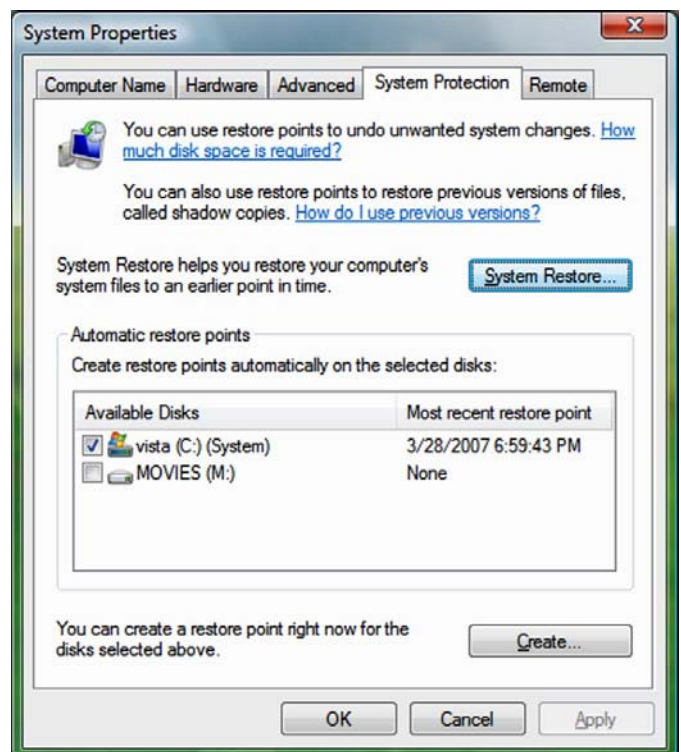 System Properties
Computer Name Hardware Advanced System Protection Remote
You can use restore points to undo unwanted system changes. How
much disk space is required?
You can also use restore points to restore previous versions of files,
called shadow copies. How do I use previous versions?
System Restore helps you restore your computer's
system files to an earlier point in time.
System Restore...
Automatic restore points
Create restore points automatically on the selected disks:
Available Disks Most recent restore point
vista (C:) (System) 3/28/2007 6:59:43 PM
MOVIES (M:) None
You can create a restore point right now for the
disks selected above.
Create...
OK Cancel Apply